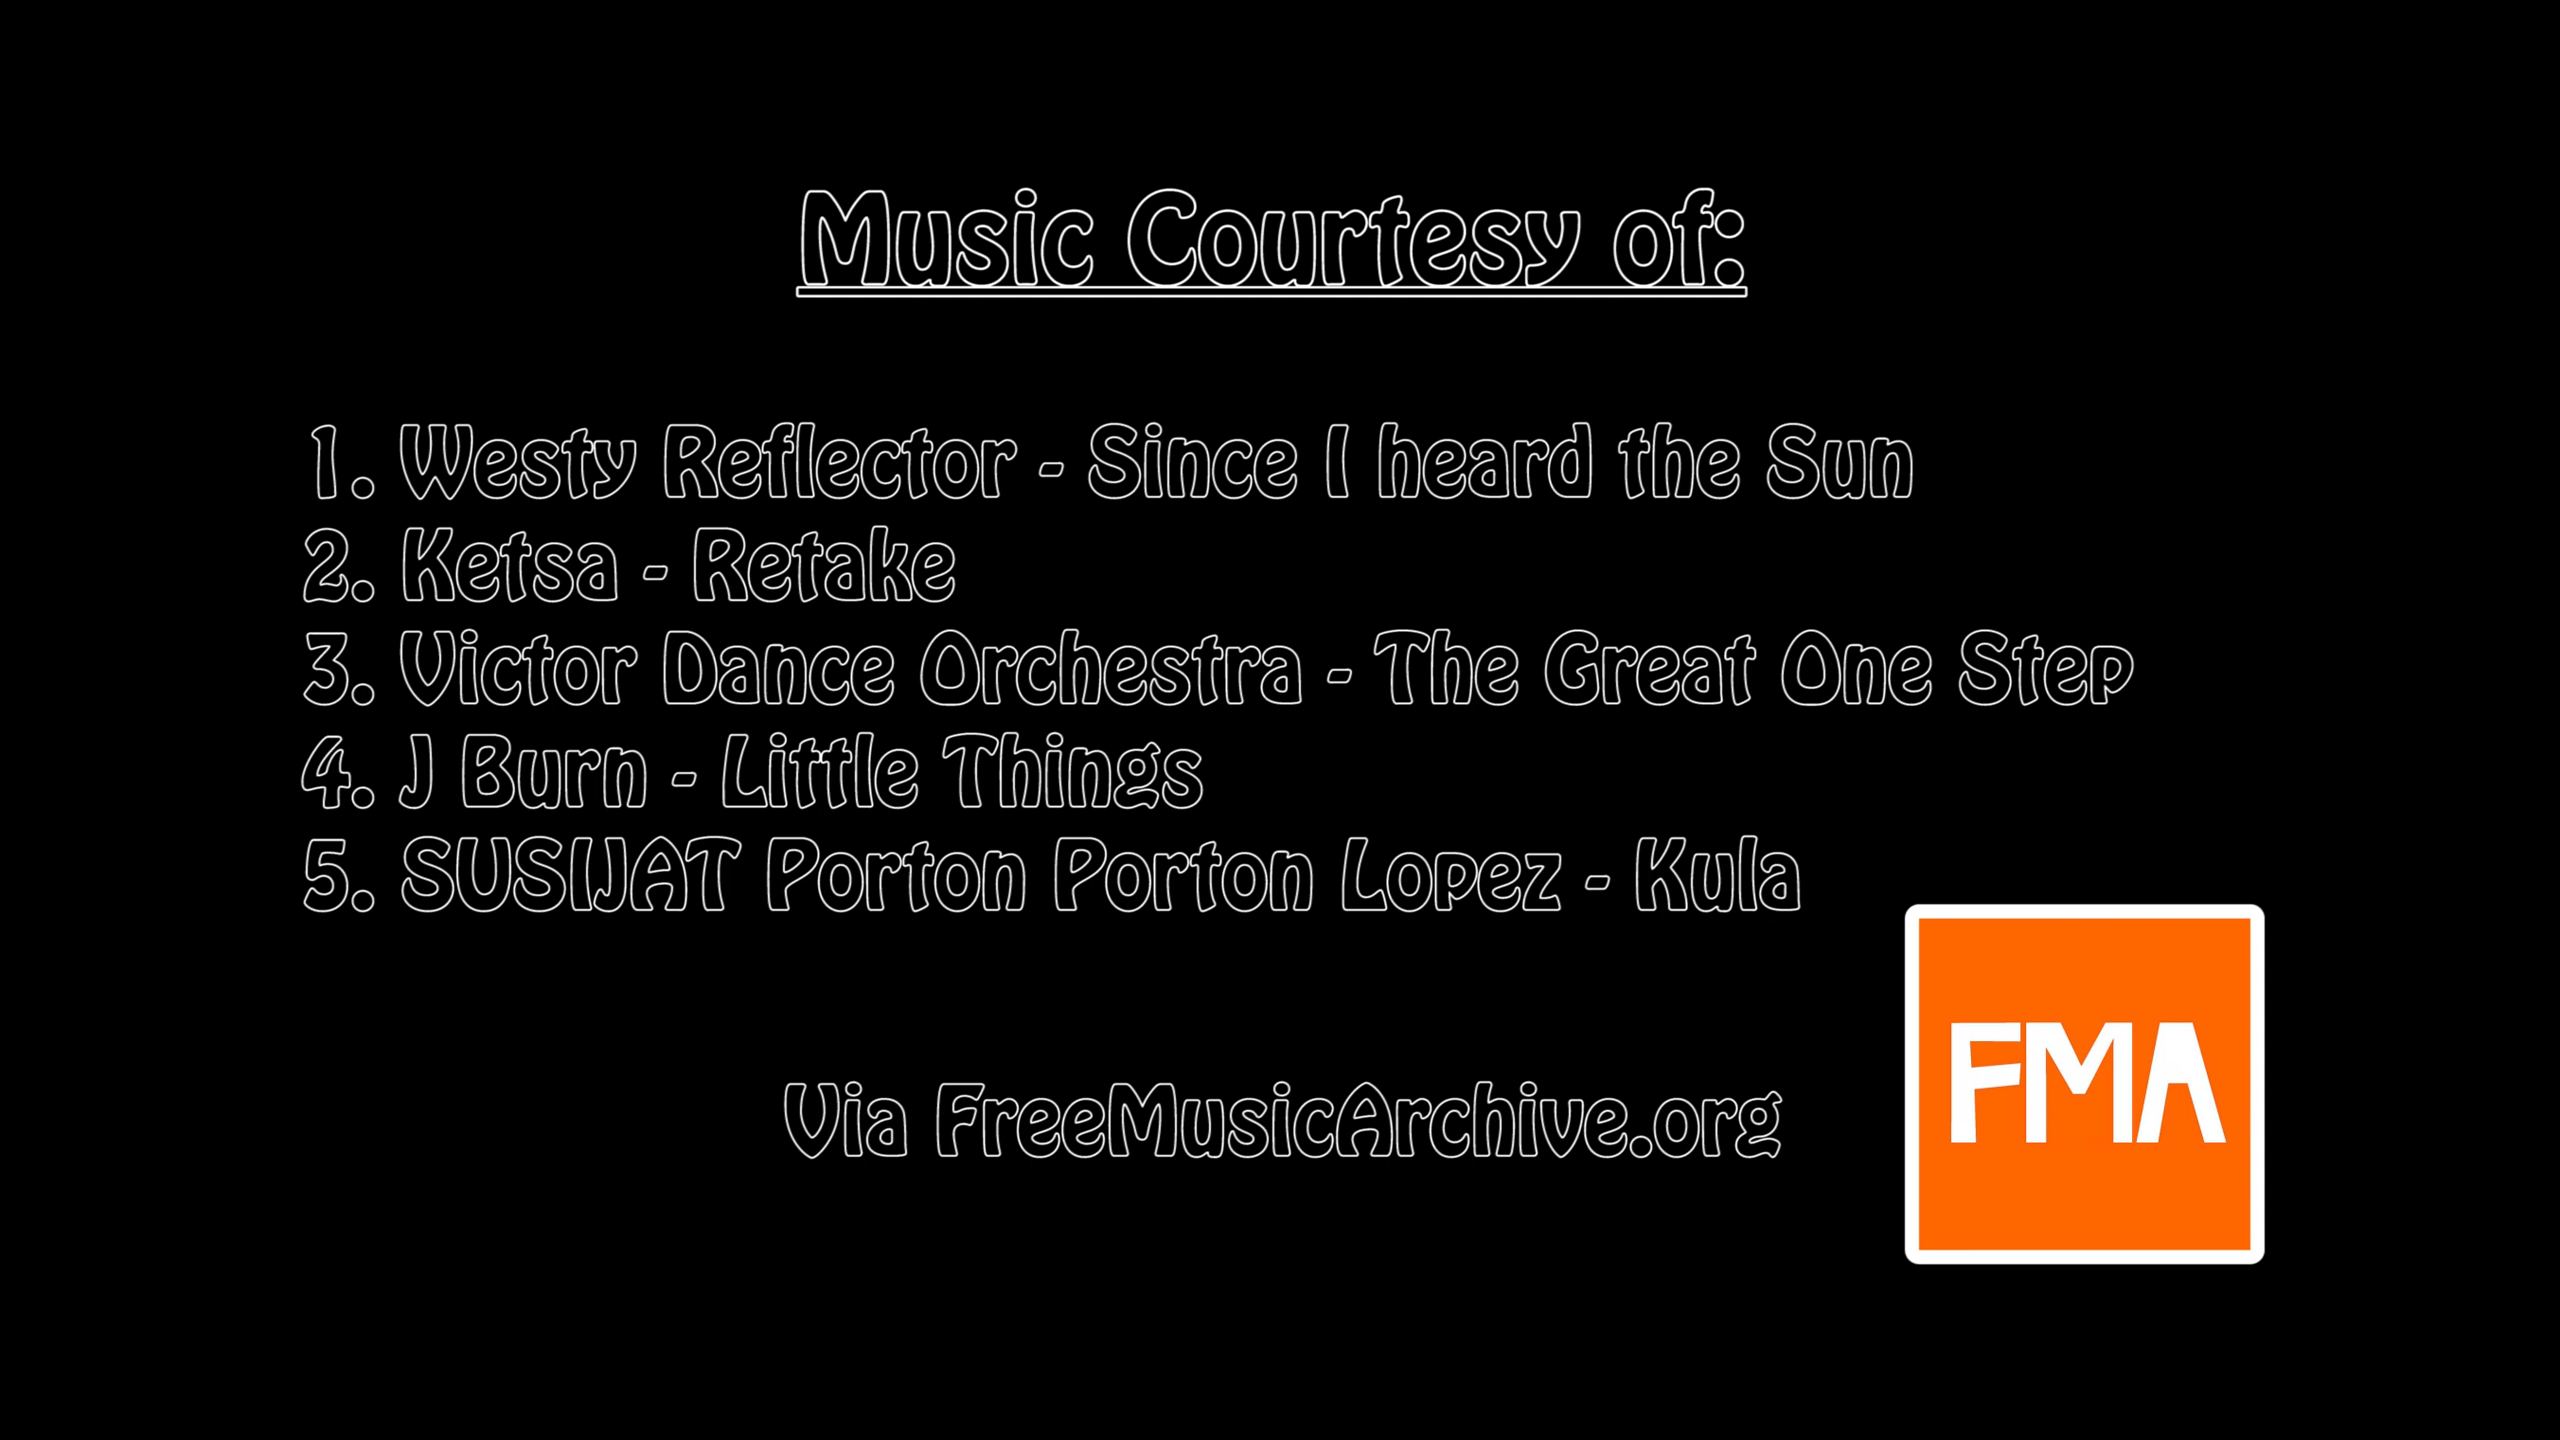 Music Courtesy of:
1. Westy Reflector - Since I heard the Sun
2. Ketsa - Retake
3. Victor Dance Orchestra - The Great One Step
4. J Burn - Little Things
5. SUSIJAT Porton Porton Lopez - Kula
Via FreeMusicArchive.org
FMA